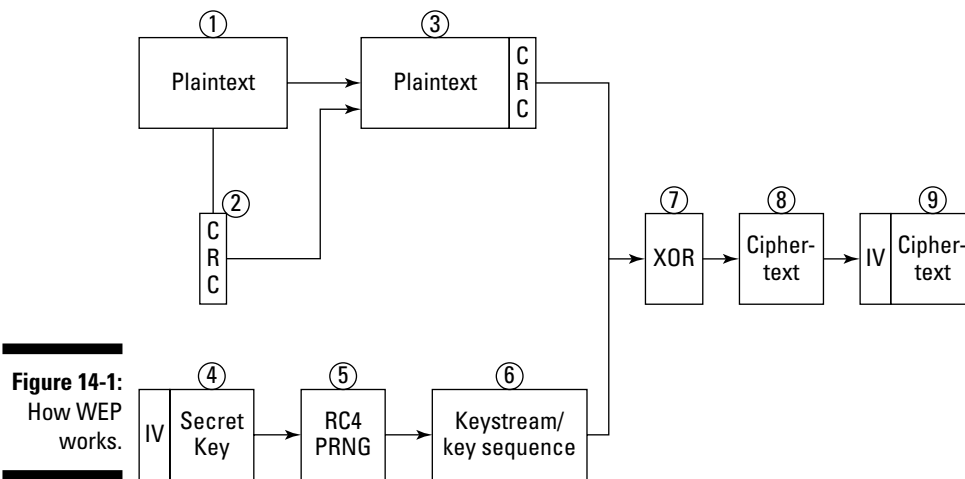 ①
Plaintext
③
Plaintext
C
R
C
②
C
R
C
⑦
XOR
⑧
Cipher-
text
⑨
IV
Cipher-
text
Figure 14-1:
How WEP
works.
④
IV
Secret
Key
⑤
RC4
PRNG
⑥
Keystream/
key sequence